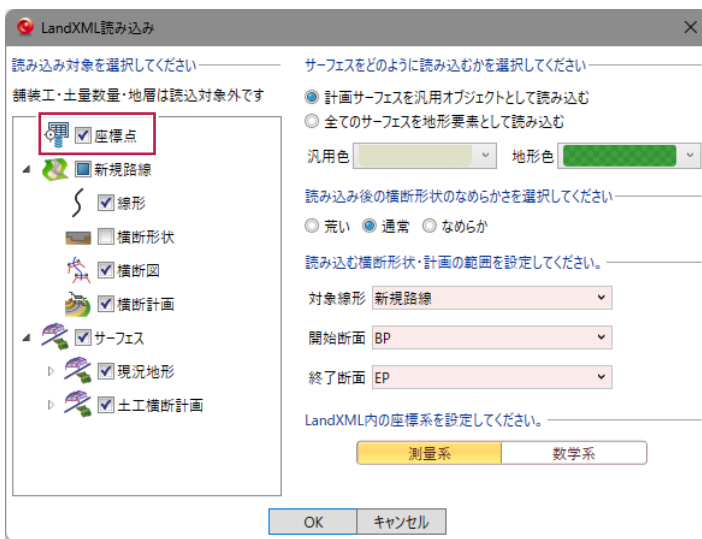 LandXML読み込み
読み込み対象を選択してください
舗装工・土量数量・地層は読込対象外です
座標点
新規路線
線形
横断形状
横断図
横断計画
サーフェス
現況地形
土工横断計画
サーフェスをどのように読み込むかを選択してください
計画サーフェスを汎用オブジェクトとして読み込む
全てのサーフェスを地形要素として読み込む
汎用色 地形色
読み込み後の横断形状のなめらかさを選択してください
荒い 通常 なめらか
読み込む横断形状・計画の範囲を設定してください。
対象線形 新規路線
開始断面 BP
終了断面 EP
LandXML内の座標系を設定してください。
測量系 数学系
OK キャンセル